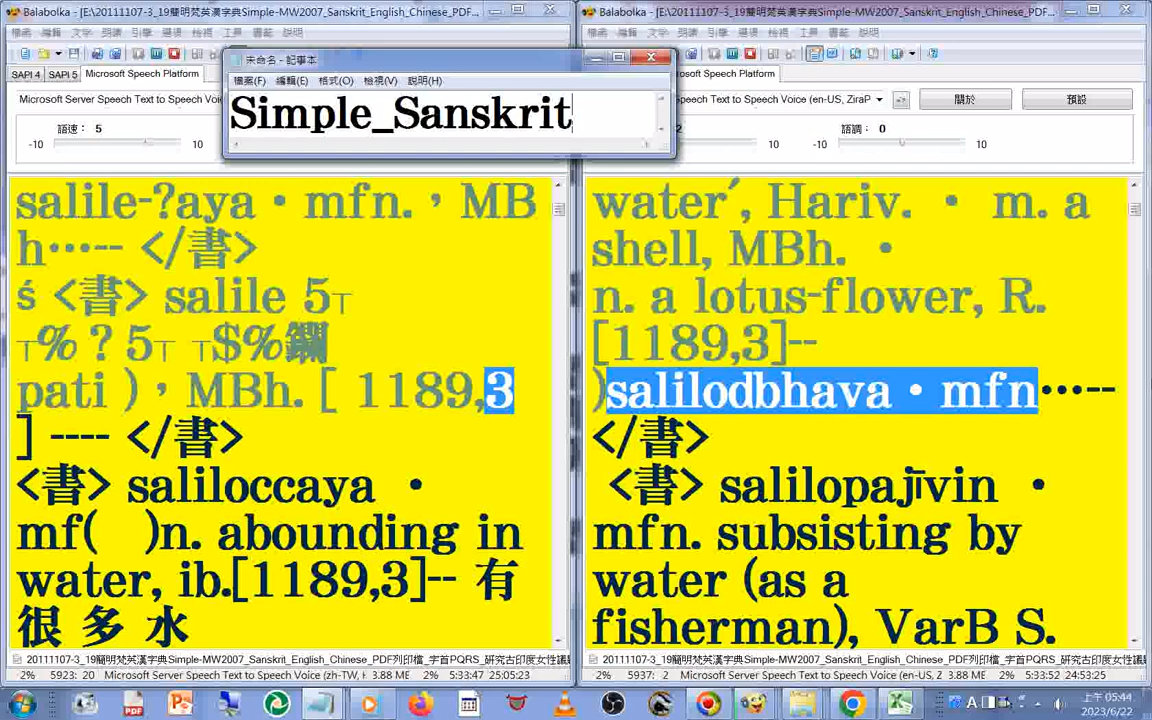 Balabolka - [E:\20111107-3_19簡明梵英漢字典Simple-MW2007_Sanskrit_English_Chinese_PDF...
Balabolka - [E:\20111107-3_19簡明梵英漢字典Simple-MW2007_Sanskrit_English_Chinese_PDF...
未命名 - 記事本
檔案(F) 編輯(E) 格式(O) 檢視(V) 說明(H)
Simple_Sanskrit
SAPI 4 SAPI 5 Microsoft Speech Platform
Speech Platform
Microsoft Server Speech Text to Speech Voi
Speech Text to Speech Voice (en-US, ZiraP
關於
預設
語速： 5
-10 10
10
語調： 0
-10 10
salile-?aya・mfn.，MB
h…-- </書>
ś <書> salile 5┬
┬% ? 5┬ ┬$%鑭
pati )，MBh. [ 1189,3
] ---- </書>
<書> saliloccaya ・
mf( )n. abounding in
water, ib.[1189,3]-- 有
很 多 水
water′, Hariv. ・ m. a
shell, MBh. ・
n. a lotus-flower, R.
[1189,3]--
)salilodbhava・mfn…--
</書>
<書> salilopajīvin ・
mfn. subsisting by
water (as a
fisherman), VarB S.
20111107-3_19簡明梵英漢字典Simple-MW2007_Sanskrit_English_Chinese_PDF列印檔_字首PQRS_研究古印度女性議
20111107-3_19簡明梵英漢字典Simple-MW2007_Sanskrit_English_Chinese_PDF列印檔_字首PQRS_研究古印度女性議
2% 5923: 20 Microsoft Server Speech Text to Speech Voice (zh-TW, H 3.88 ME 2% 5:33:47 25:05:23
2% 5937: 2 Microsoft Server Speech Text to Speech Voice (en-US, Z 3.88 ME 2% 5:33:52 24:53:25
上午 05:44
2023/6/22